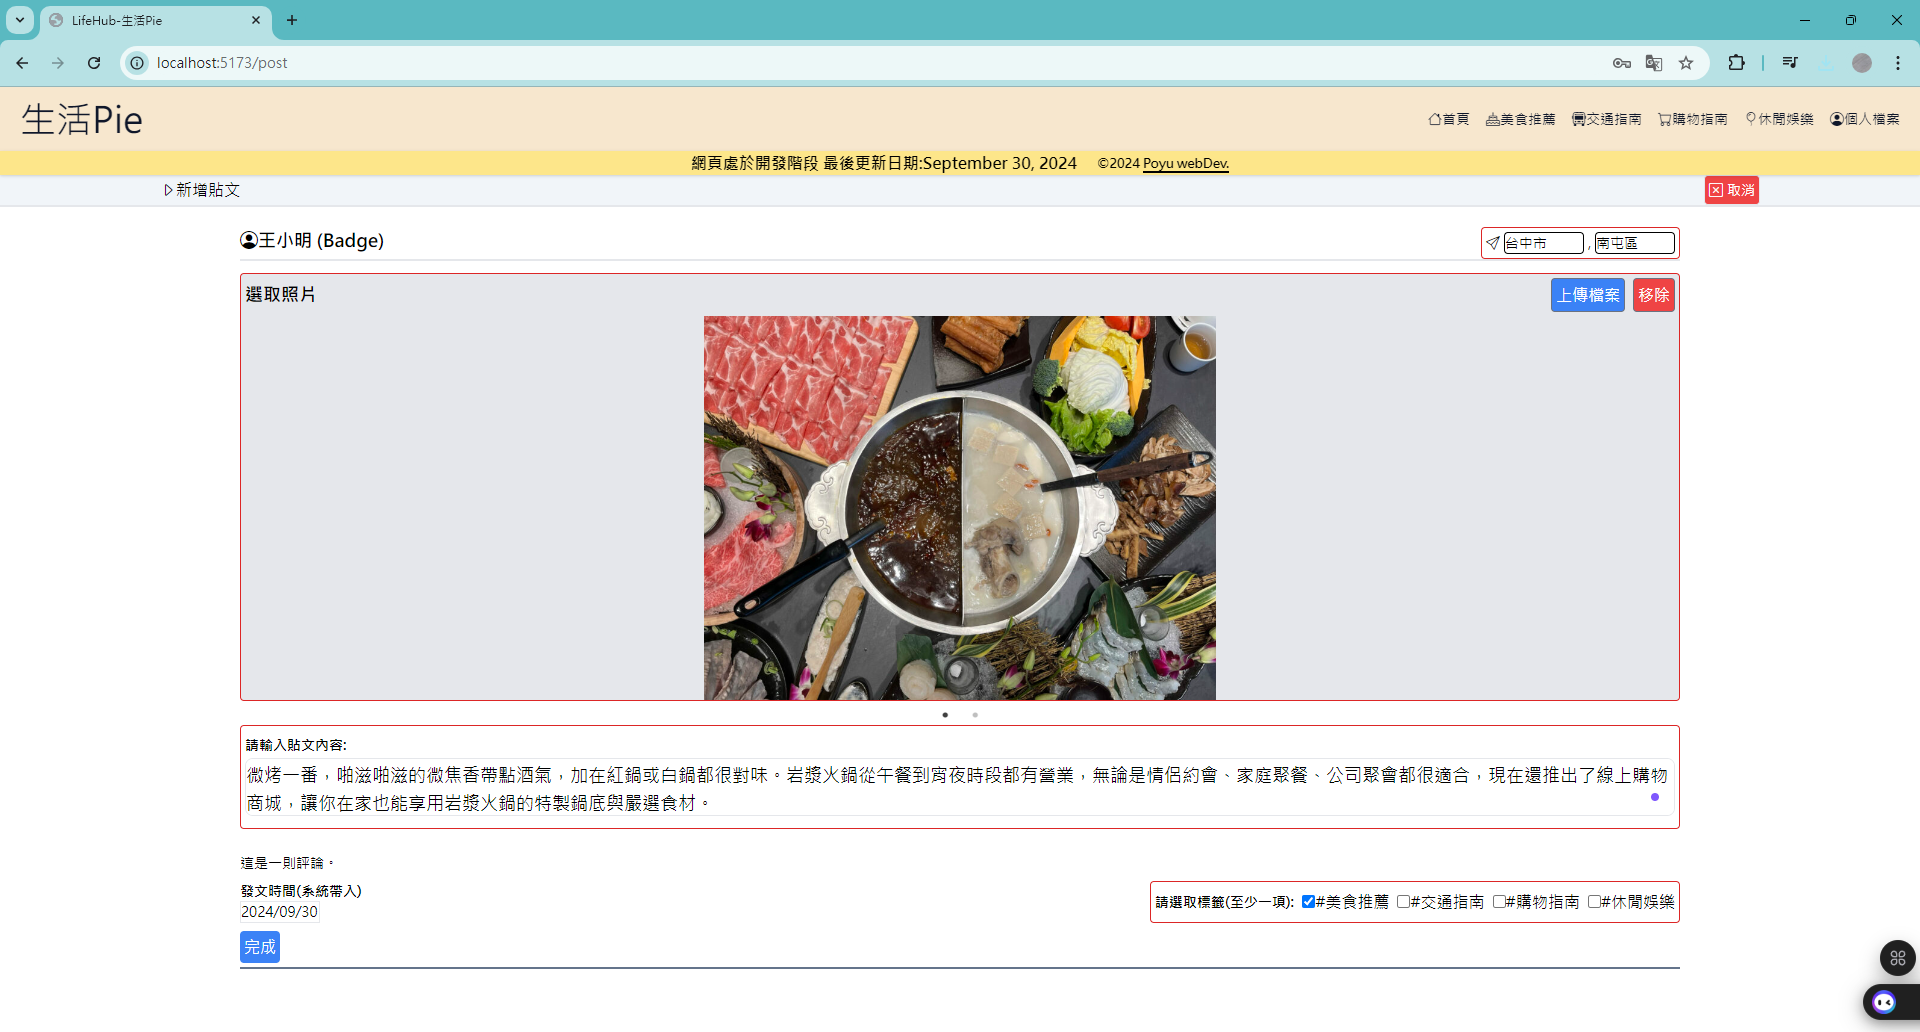 LifeHub-生活Pie
localhost:5173/post
生活Pie
首頁 美食推薦 交通指南 購物指南 休閒娛樂 個人檔案
網頁處於開發階段 最後更新日期:September 30, 2024 ©2024 Poyu webDev.
新增貼文 取消
王小明 (Badge) 台中市 , 南屯區
選取照片 上傳檔案 移除
請輸入貼文內容:
微烤一番，啪滋啪滋的微焦香帶點酒氣，加在紅鍋或白鍋都很對味。岩漿火鍋從午餐到宵夜時段都有營業，無論是情侶約會、家庭聚餐、公司聚會都很適合，現在還推出了線上購物
商城，讓你在家也能享用岩漿火鍋的特製鍋底與嚴選食材。
這是一則評論。
發文時間(系統帶入)
2024/09/30
請選取標籤(至少一項): #美食推薦 #交通指南 #購物指南 #休閒娛樂
完成